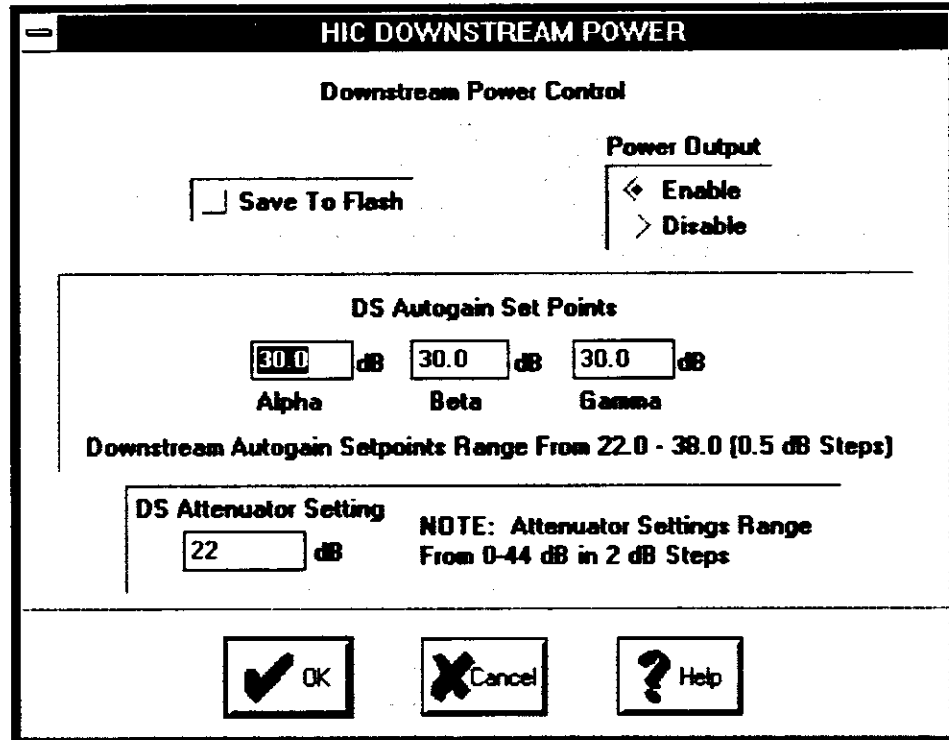 HIC DOWNSTREAM POWER
Downstream Power Control
Power Output
Save To Flash
Enable
Disable
DS Autogain Set Points
30.0 dB 30.0 dB 30.0 dB
Alpha Beta Gamma
Downstream Autogain Setpoints Range From 22.0 - 38.0 (0.5 dB Steps)
DS Attenuator Setting
22 dB
NOTE: Attenuator Settings Range
From 0-44 dB in 2 dB Steps
OK Cancel Help